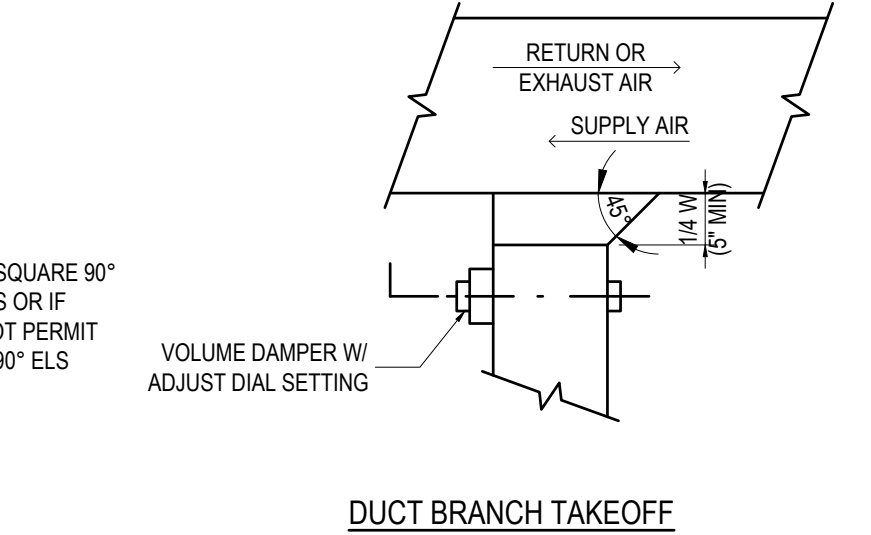 RETURN OR
EXHAUST AIR
SUPPLY AIR
45°
1/4 W
(5" MIN)
SQUARE 90°
S OR IF
OT PERMIT
90° ELS
VOLUME DAMPER W/
ADJUST DIAL SETTING
DUCT BRANCH TAKEOFF